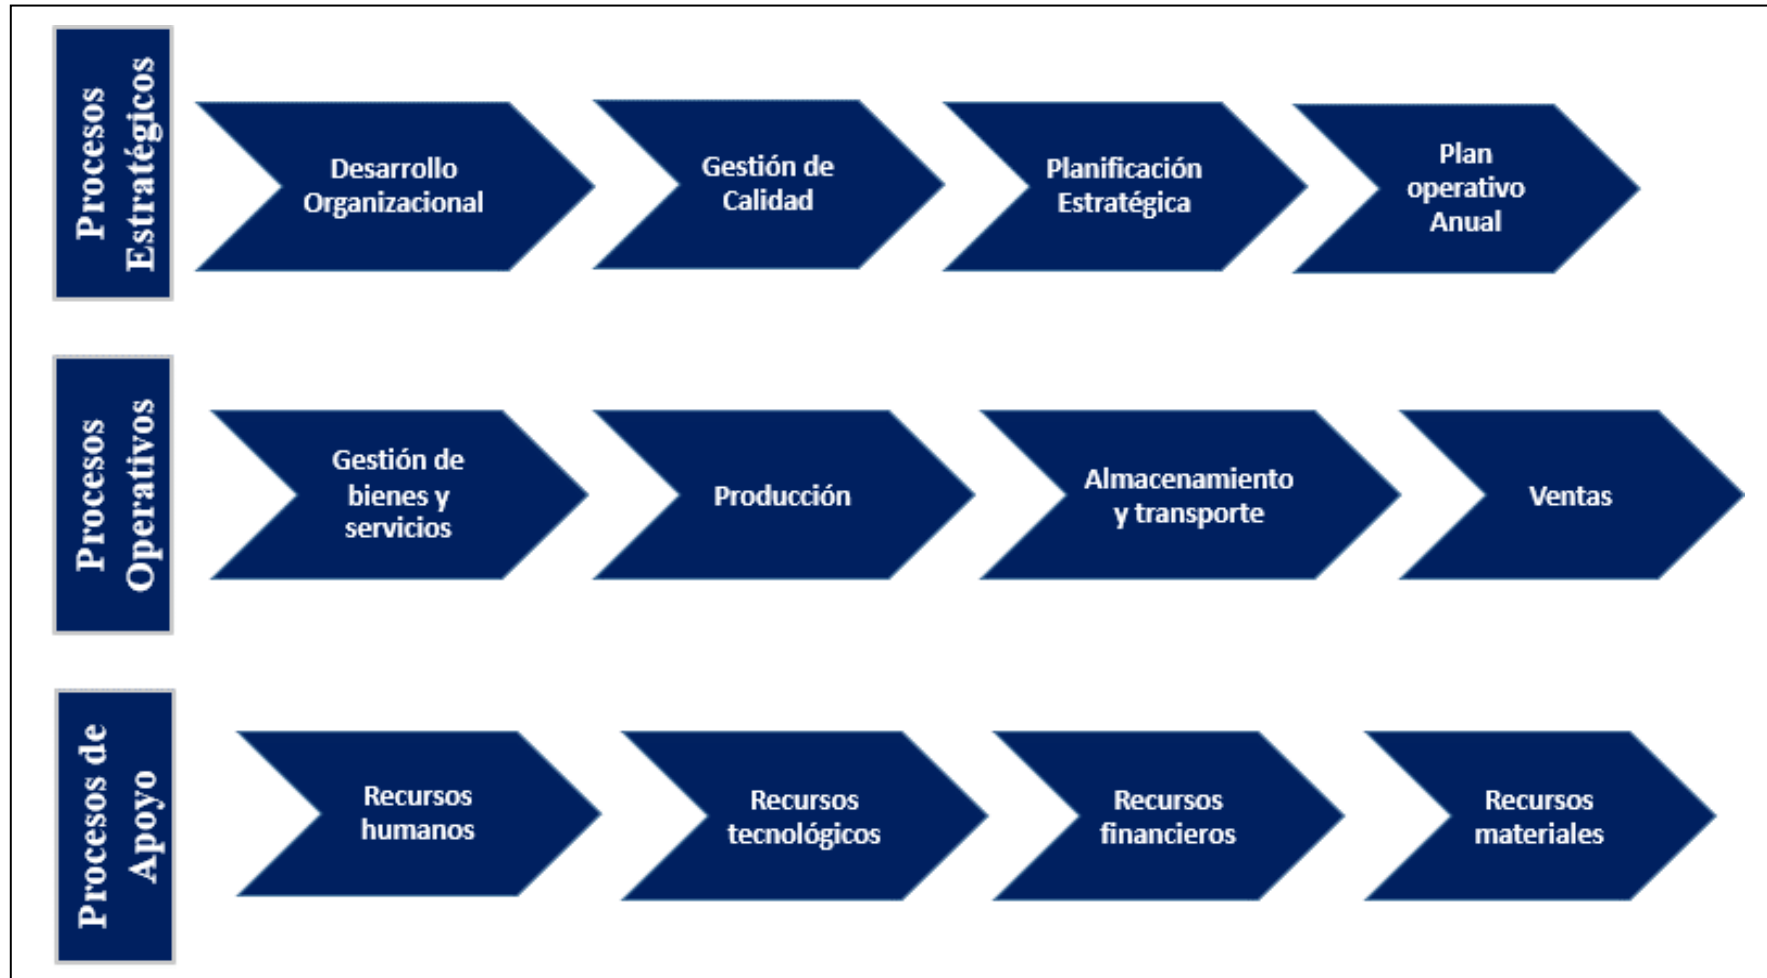 Procesos
Estratégicos
Desarrollo
Organizacional
Gestión de
Calidad
Planificación
Estratégica
Plan
operativo
Anual
Procesos
Operativos
Gestión de
bienes y
servicios
Producción
Almacenamiento
y transporte
Ventas
Procesos de
Apoyo
Recursos
humanos
Recursos
tecnológicos
Recursos
financieros
Recursos
materiales